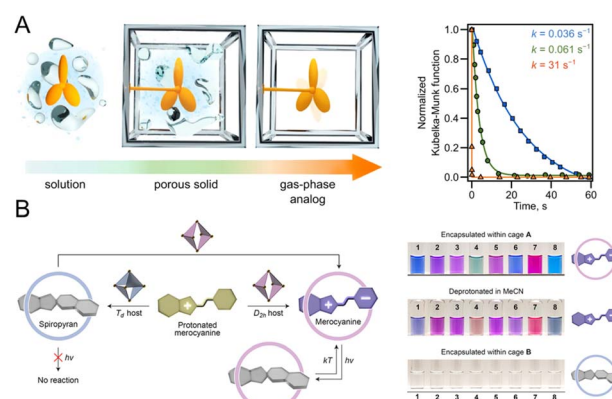 A
solution
porous solid
gas-phase
analog
Normalized
Kubelka-Munk function
1.0
0.8
0.6
0.4
0.2
0.0
k = 0.036 s⁻¹
k = 0.061 s⁻¹
k = 31 s⁻¹
0 20 40 60
Time, s
B
Spiropyran
Td host
Protonated
merocyanine
D2h host
Merocyanine
hν
No reaction
kT
hν
Encapsulated within cage A
1 2 3 4 5 6 7 8
Deprotonated in MeCN
1 2 3 4 5 6 7 8
Encapsulated within cage B
1 2 3 4 5 6 7 8